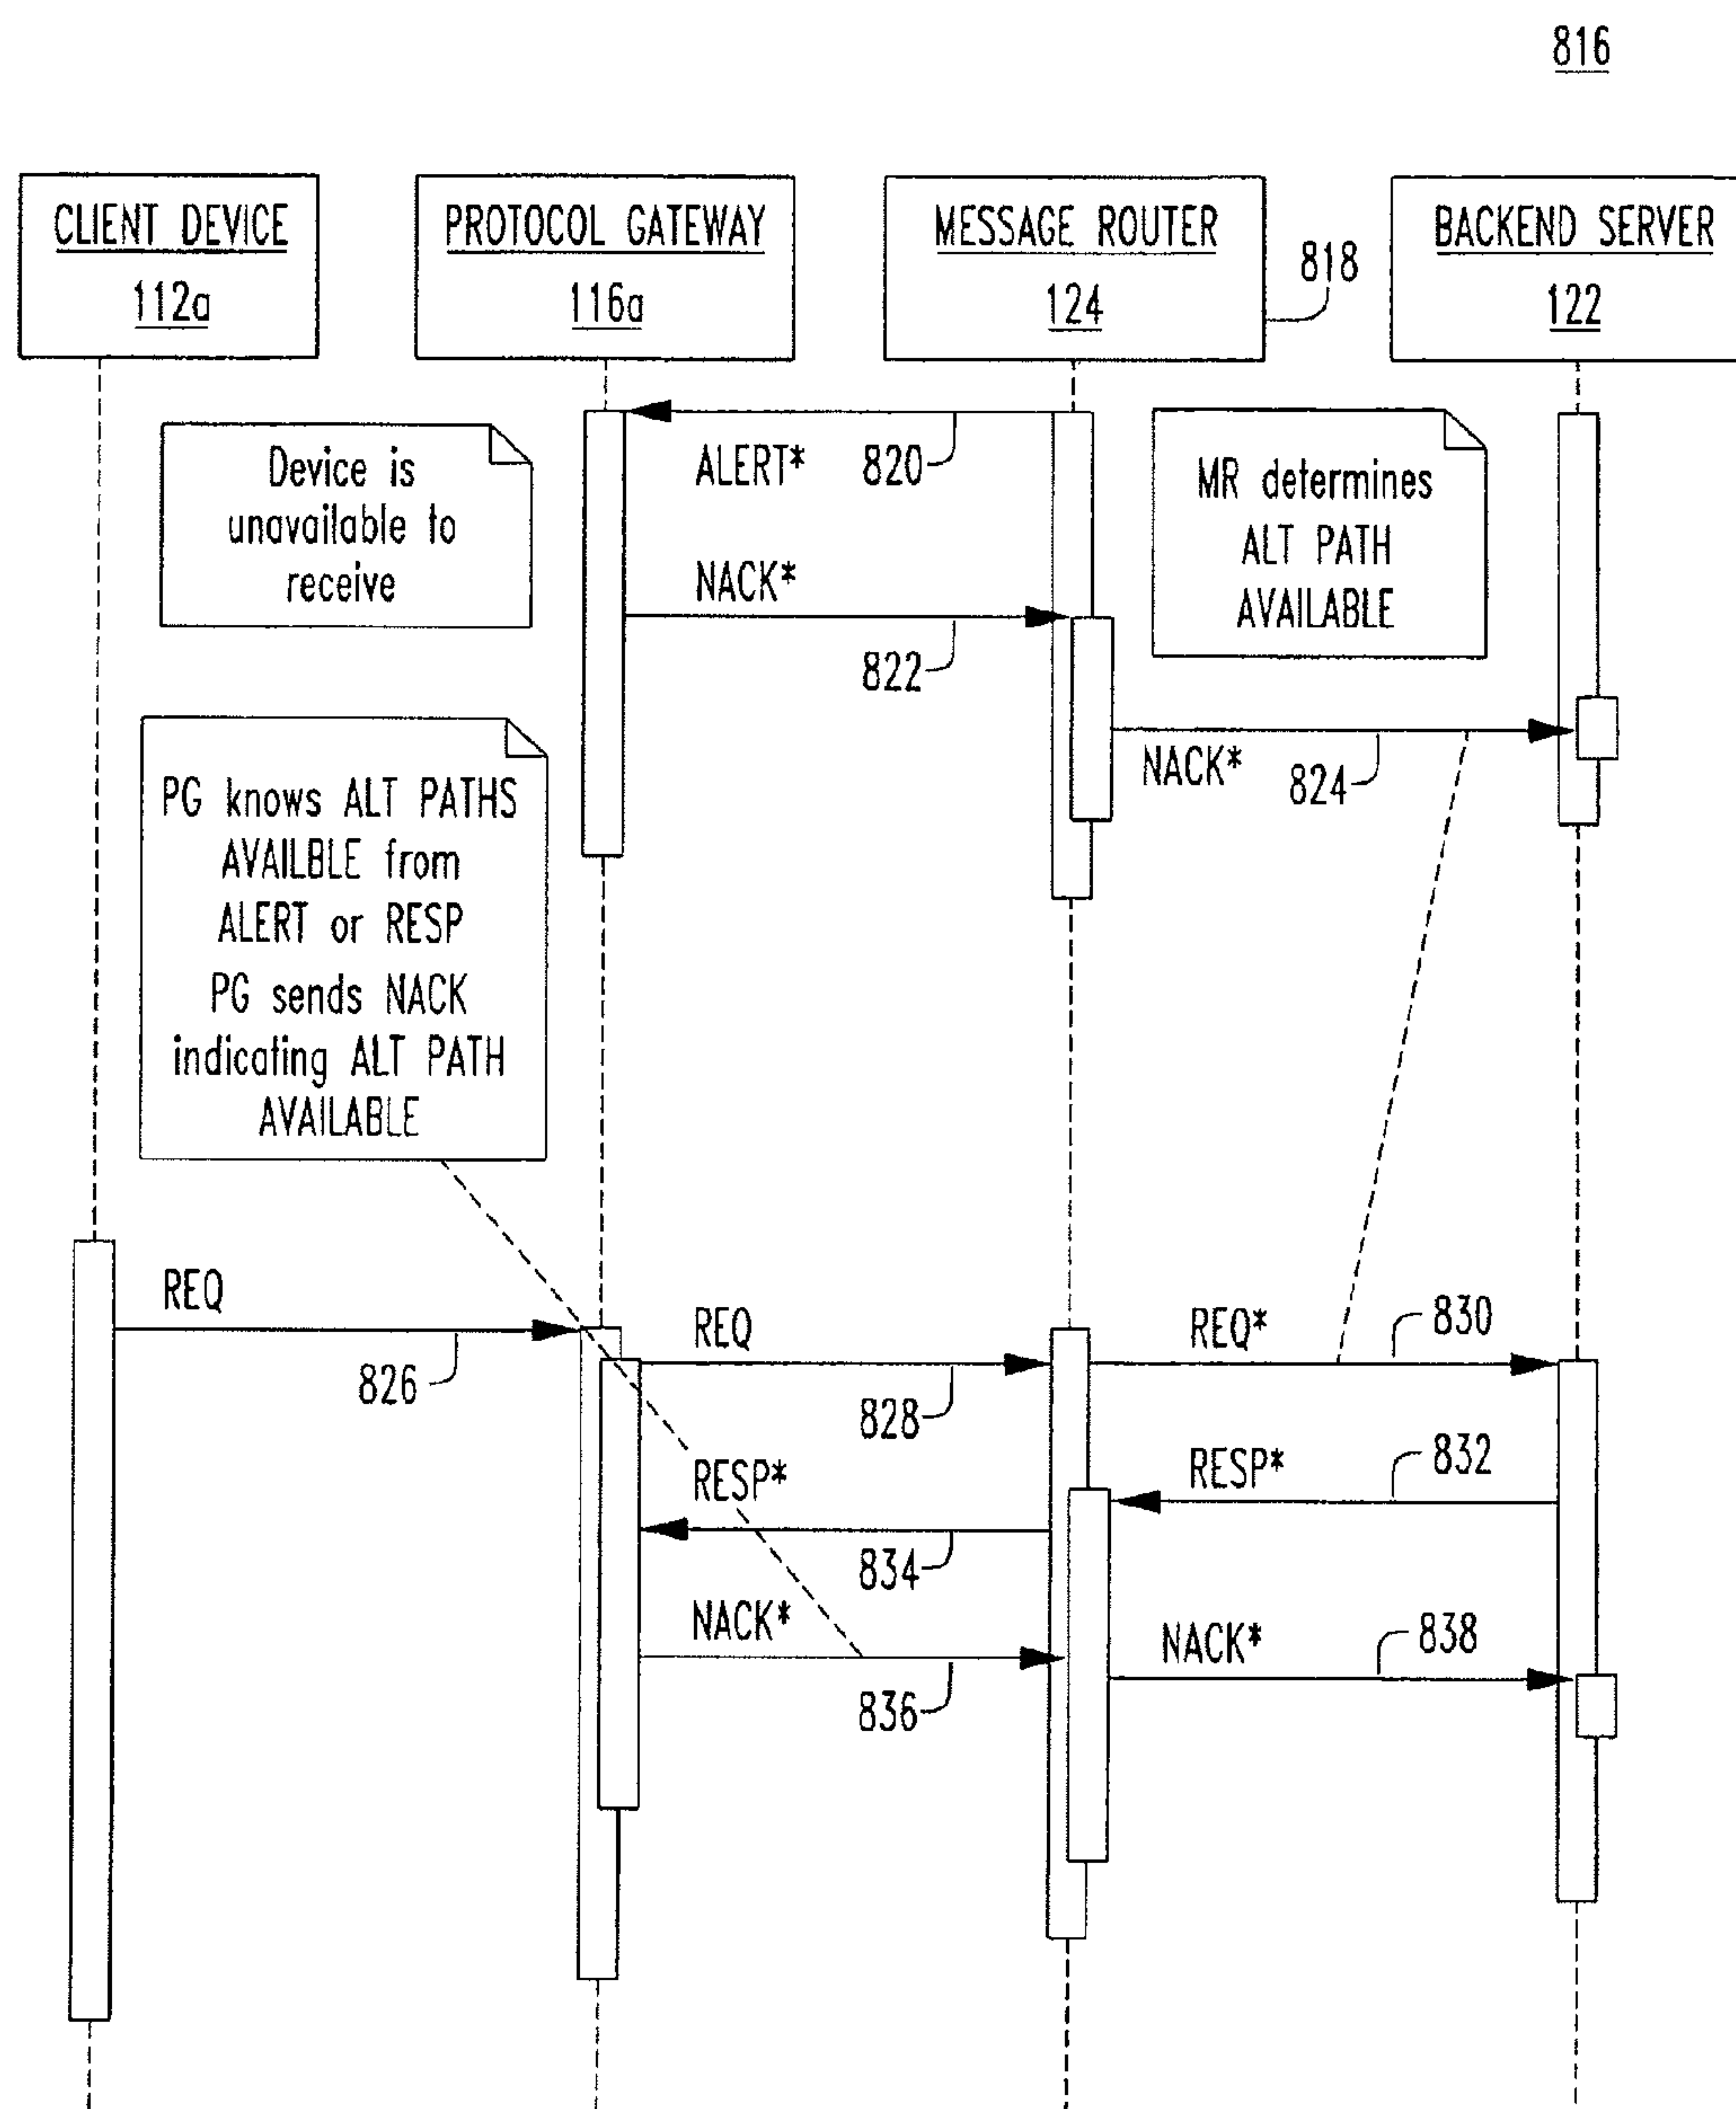 816
CLIENT DEVICE
112a
PROTOCOL GATEWAY
116a
MESSAGE ROUTER
124
818
BACKEND SERVER
122
Device is
unavailable to
receive
ALERT*
820
MR determines
ALT PATH
AVAILABLE
NACK*
822
NACK*
824
PG knows ALT PATHS
AVAILBLE from
ALERT or RESP
PG sends NACK
indicating ALT PATH
AVAILABLE
REQ
826
REQ
828
REQ*
830
RESP*
832
RESP*
834
NACK*
836
NACK*
838